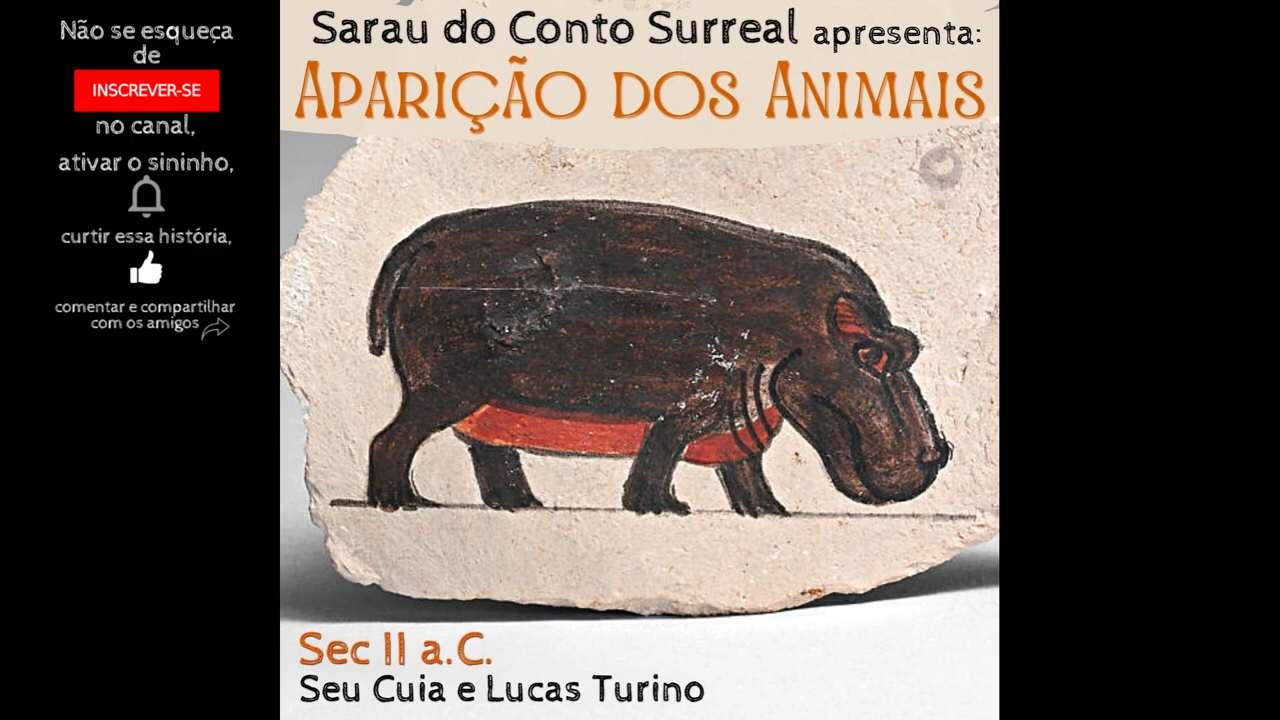 Não se esqueça
de
INSCREVER-SE
no canal,
ativar o sininho,
curtir essa história,
comentar e compartilhar
com os amigos
Sarau do Conto Surreal apresenta:
APARIÇÃO DOS ANIMAIS
Sec II a.C.
Seu Cuia e Lucas Turino